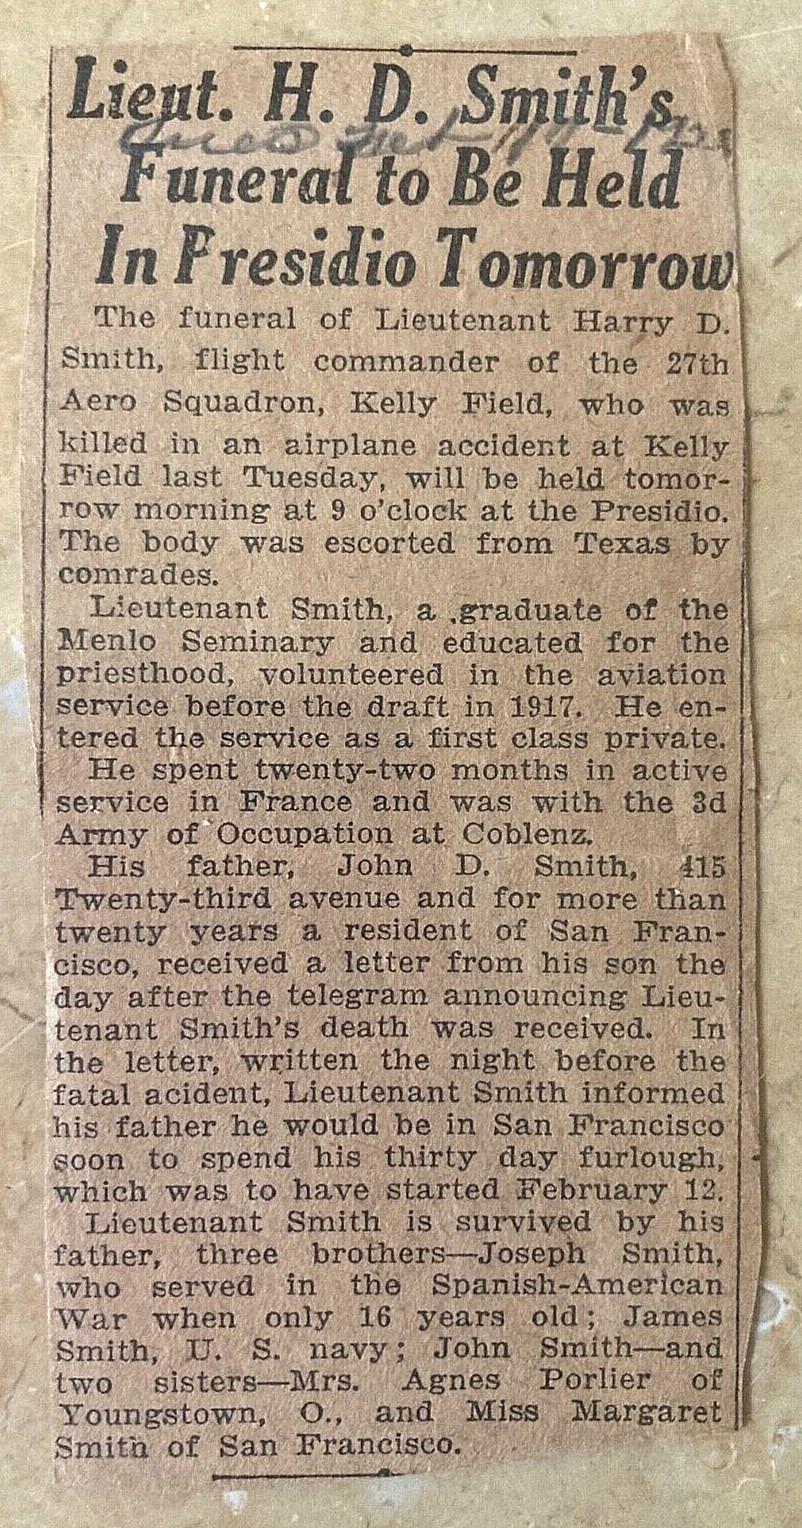 Lieut. H. D. Smith's
Funeral to Be Held
In Presidio Tomorrow
The funeral of Lieutenant Harry D.
Smith, flight commander of the 27th
Aero Squadron, Kelly Field, who was
killed in an airplane accident at Kelly
Field last Tuesday, will be held tomor-
row morning at 9 o'clock at the Presidio.
The body was escorted from Texas by
comrades.
Lieutenant Smith, a .graduate of the
Menlo Seminary and educated for the
priesthood, volunteered in the aviation
service before the draft in 1917. He en-
tered the service as a first class private.
He spent twenty-two months in active
service in France and was with the 3d
Army of Occupation at Coblenz.
His father, John D. Smith, 415
Twenty-third avenue and for more than
twenty years a resident of San Fran-
cisco, received a letter from his son the
day after the telegram announcing Lieu-
tenant Smith's death was received. In
the letter, written the night before the
fatal acident, Lieutenant Smith informed
his father he would be in San Francisco
soon to spend his thirty day furlough,
which was to have started February 12.
Lieutenant Smith is survived by his
father, three brothers—Joseph Smith,
who served in the Spanish-American
War when only 16 years old; James
Smith, U. S. navy; John Smith—and
two sisters—Mrs. Agnes Porlier of
Youngstown, O., and Miss Margaret
Smith of San Francisco.